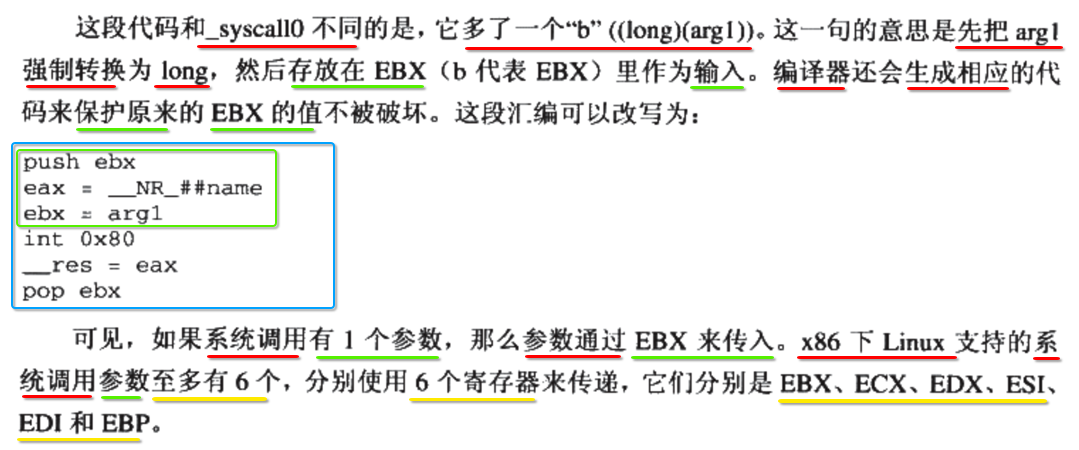 这段代码和_syscall0 不同的是，它多了一个“b” ((long)(arg1))。这一句的意思是先把 arg1
强制转换为 long，然后存放在 EBX（b 代表 EBX）里作为输入。编译器还会生成相应的代
码来保护原来的 EBX 的值不被破坏。这段汇编可以改写为：
push ebx
eax = __NR_##name
ebx = arg1
int 0x80
__res = eax
pop ebx
可见，如果系统调用有 1 个参数，那么参数通过 EBX 来传入。x86 下 Linux 支持的系
统调用参数至多有 6 个，分别使用 6 个寄存器来传递，它们分别是 EBX、ECX、EDX、ESI、
EDI 和 EBP。